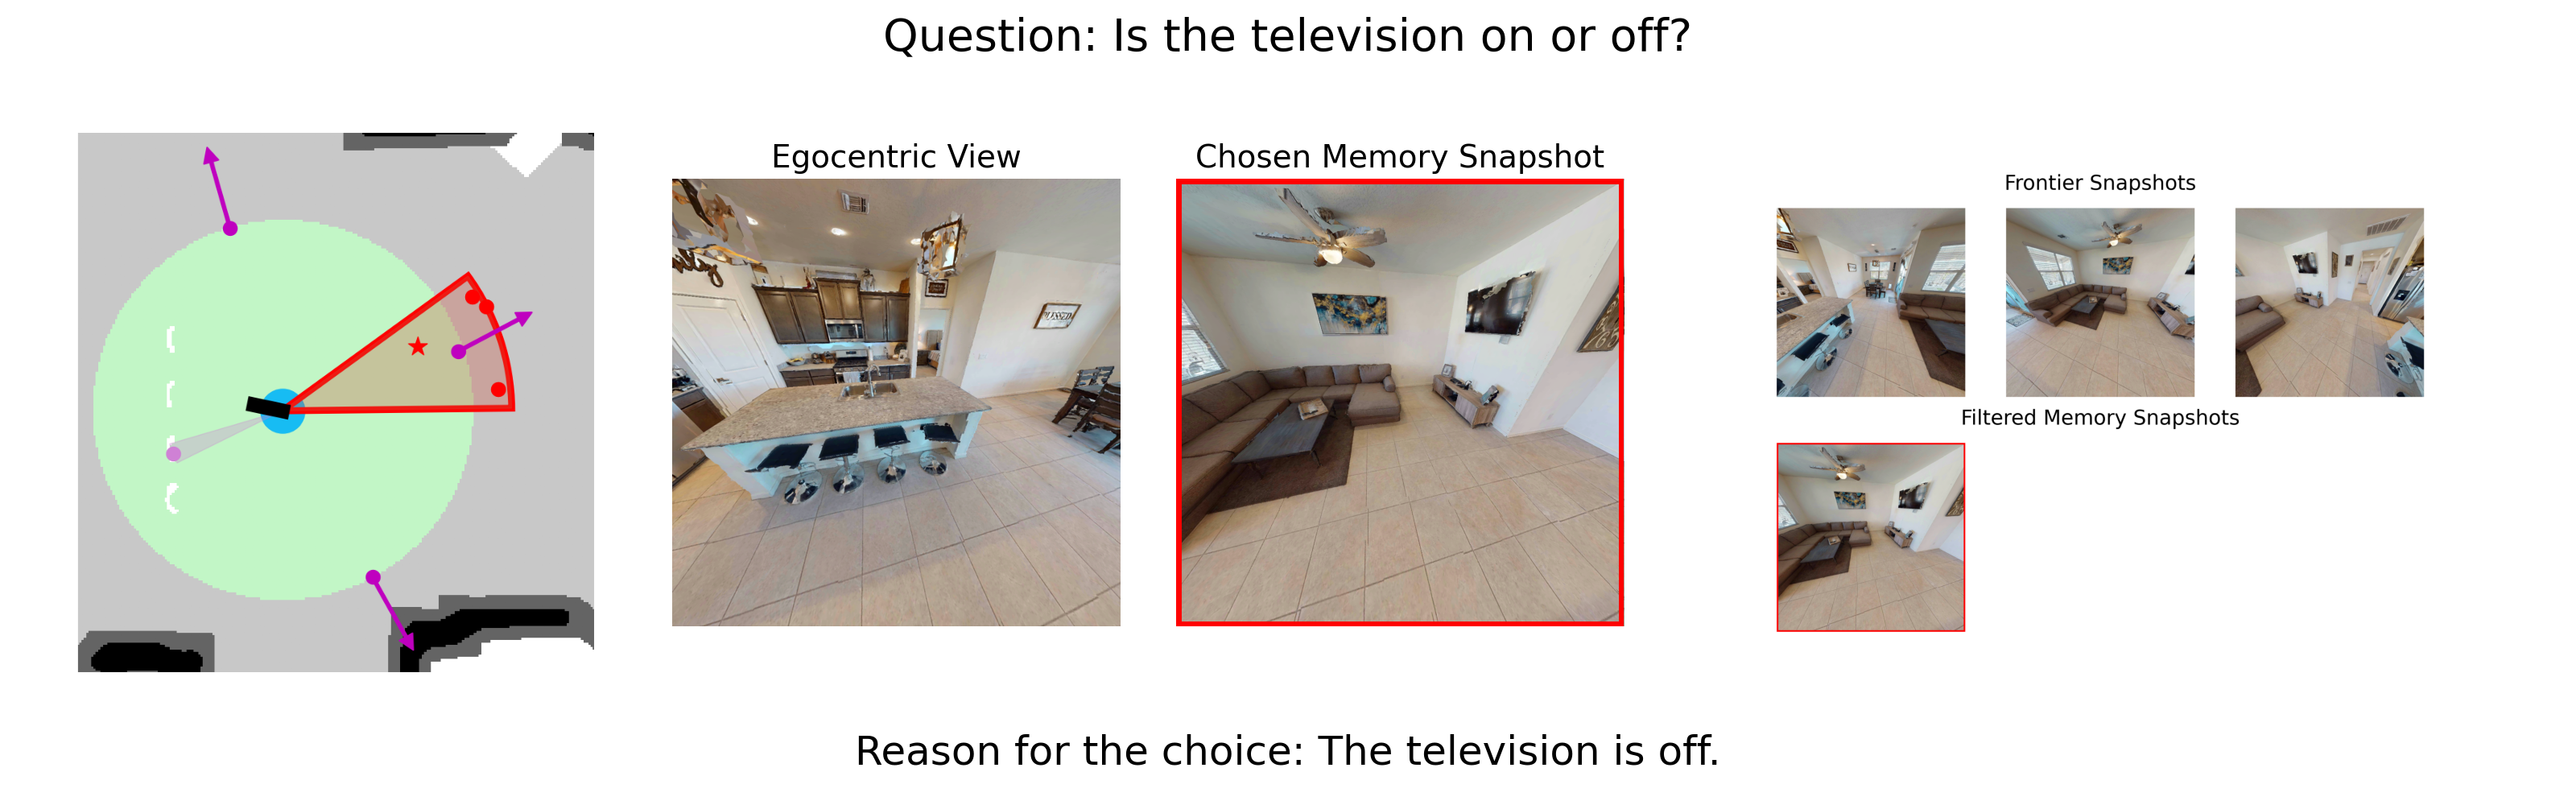 Question: Is the television on or off?
Egocentric View
Chosen Memory Snapshot
Frontier Snapshots
Filtered Memory Snapshots
Reason for the choice: The television is off.